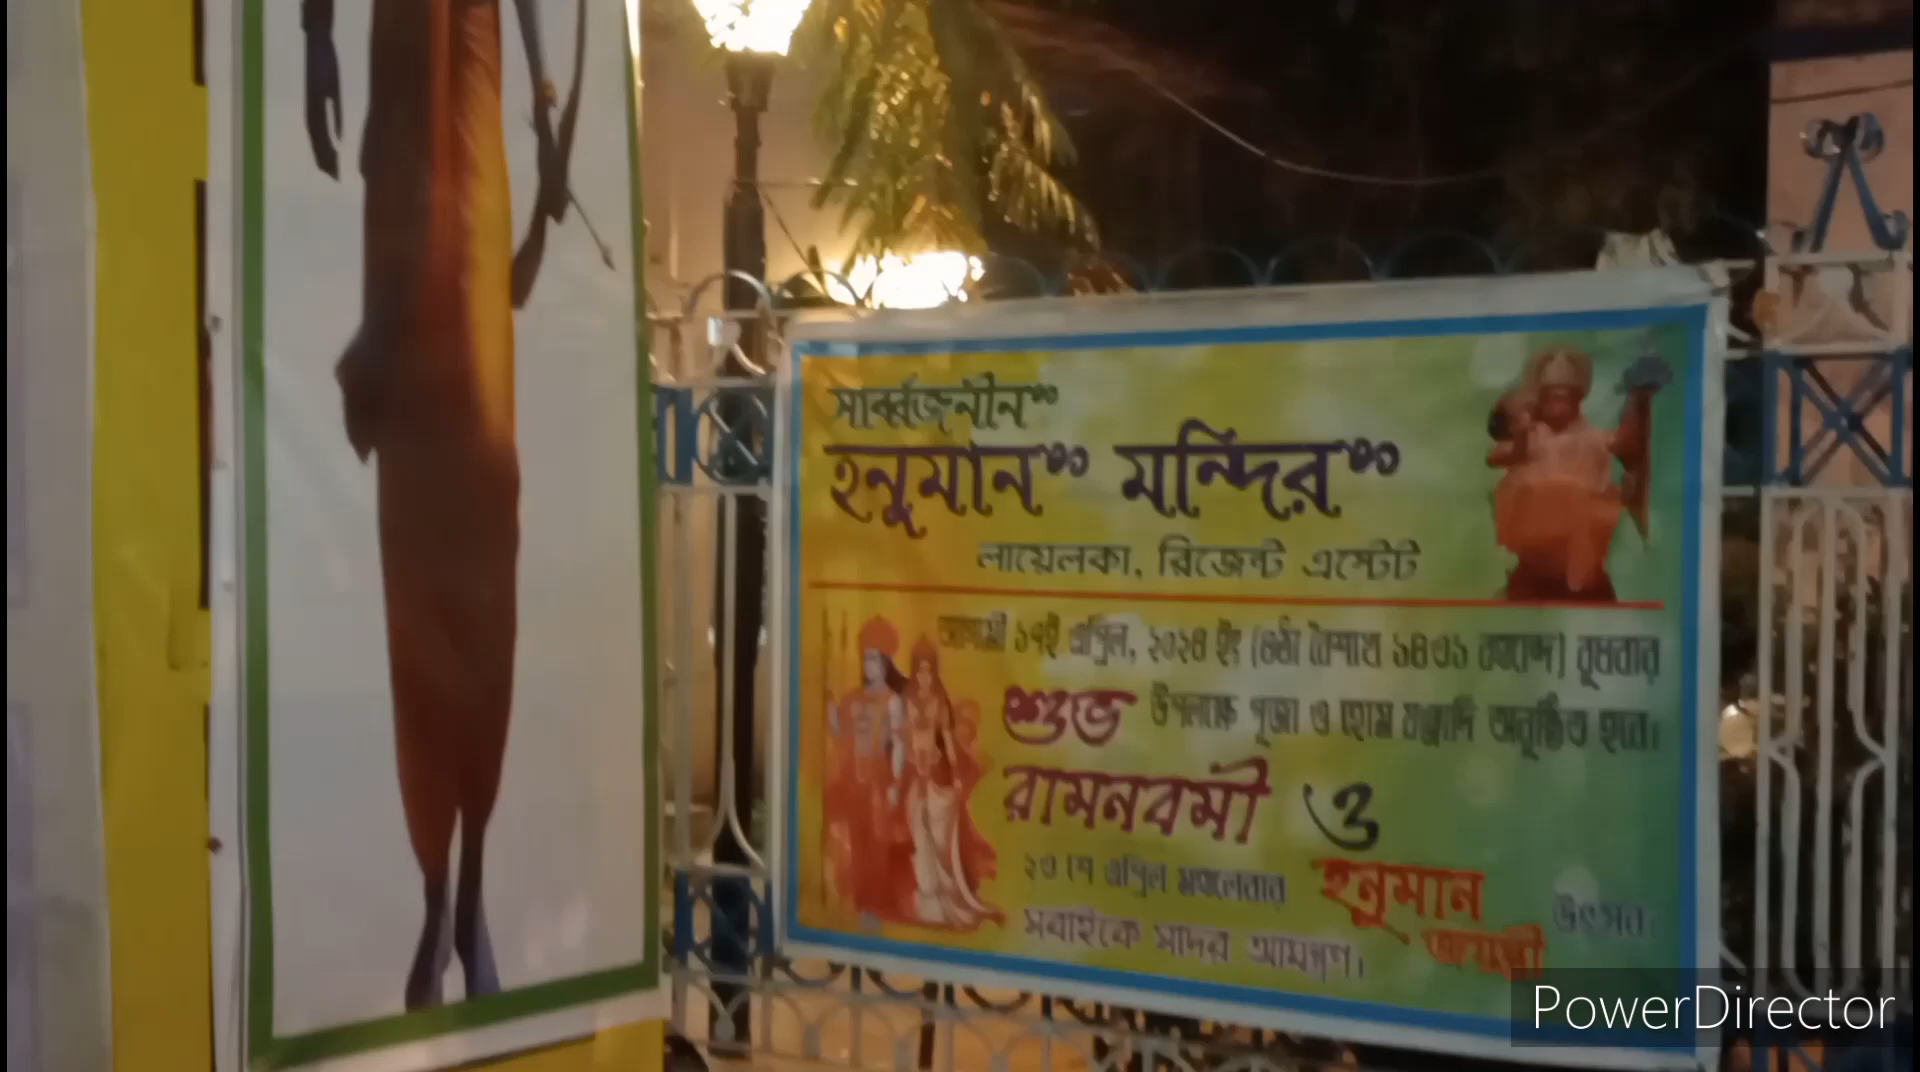 সার্ব্বজনীন
হনুমান মন্দির
লায়েলকা, রিজেন্ট এস্টেট
আগামী ১৭ই এপ্রিল, ২০২৪ ইং (৪ঠা বৈশাখ ১৪৩১ বঙ্গাব্দ) বুধবার
শুভ উপলক্ষে পূজা ও হোম যজ্ঞাদি অনুষ্ঠিত হবে।
রামনবমী ও
২৩ শে এপ্রিল মঙ্গলবার হনুমান জয়ন্তী উৎসব।
সবাইকে সাদর আমন্ত্রণ।
PowerDirector